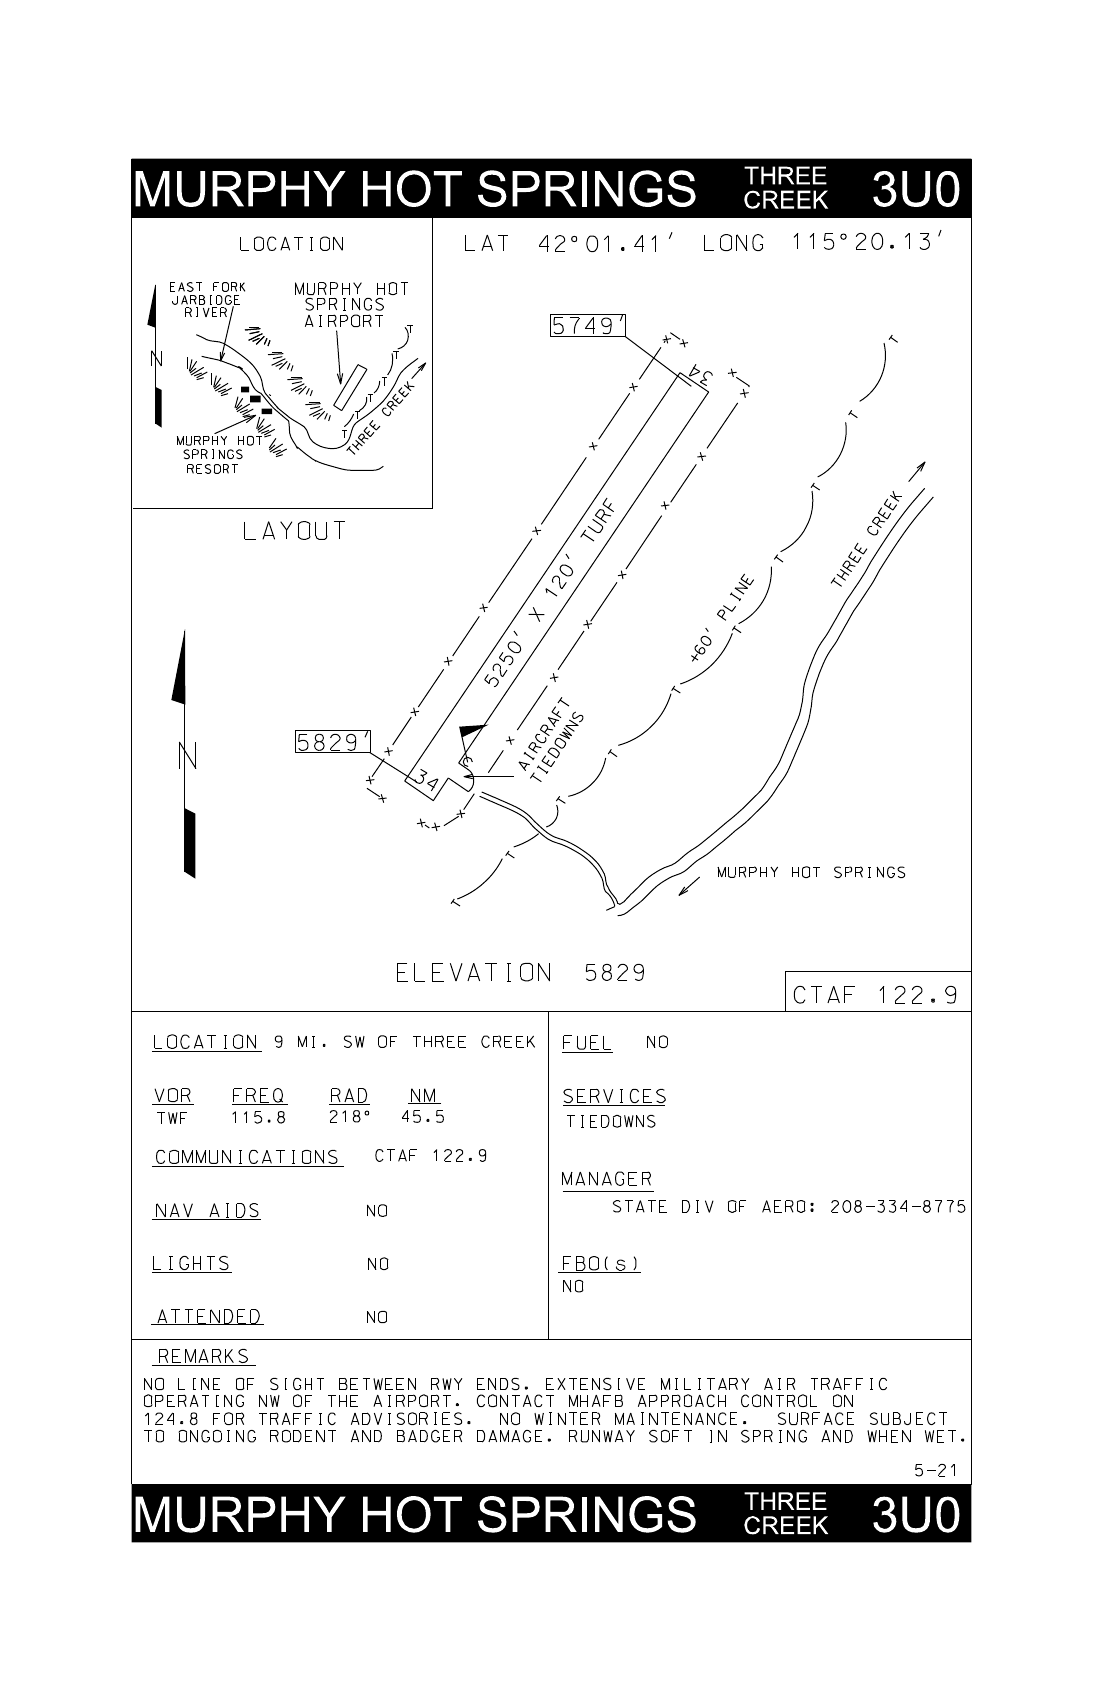 MURPHY HOT SPRINGS THREE CREEK 3U0
LOCATION
EAST FORK
JARBIDGE
RIVER
MURPHY HOT
SPRINGS
AIRPORT
N
THREE CREEK
MURPHY HOT
SPRINGS
RESORT
LAT 42°01.41' LONG 115°20.13'
LAYOUT
N
5749'
34
5250' X 120' TURF
5829'
34
AIRCRAFT
TIEDOWNS
+60' PLINE
THREE CREEK
MURPHY HOT SPRINGS
ELEVATION 5829
CTAF 122.9
LOCATION 9 MI. SW OF THREE CREEK
VOR FREQ RAD NM
TWF 115.8 218° 45.5
COMMUNICATIONS CTAF 122.9
NAV AIDS NO
LIGHTS NO
ATTENDED NO
FUEL NO
SERVICES
TIEDOWNS
MANAGER
STATE DIV OF AERO: 208-334-8775
FBO(s)
NO
REMARKS
NO LINE OF SIGHT BETWEEN RWY ENDS. EXTENSIVE MILITARY AIR TRAFFIC
OPERATING NW OF THE AIRPORT. CONTACT MHAFB APPROACH CONTROL ON
124.8 FOR TRAFFIC ADVISORIES. NO WINTER MAINTENANCE. SURFACE SUBJECT
TO ONGOING RODENT AND BADGER DAMAGE. RUNWAY SOFT IN SPRING AND WHEN WET.
5-21
MURPHY HOT SPRINGS THREE CREEK 3U0